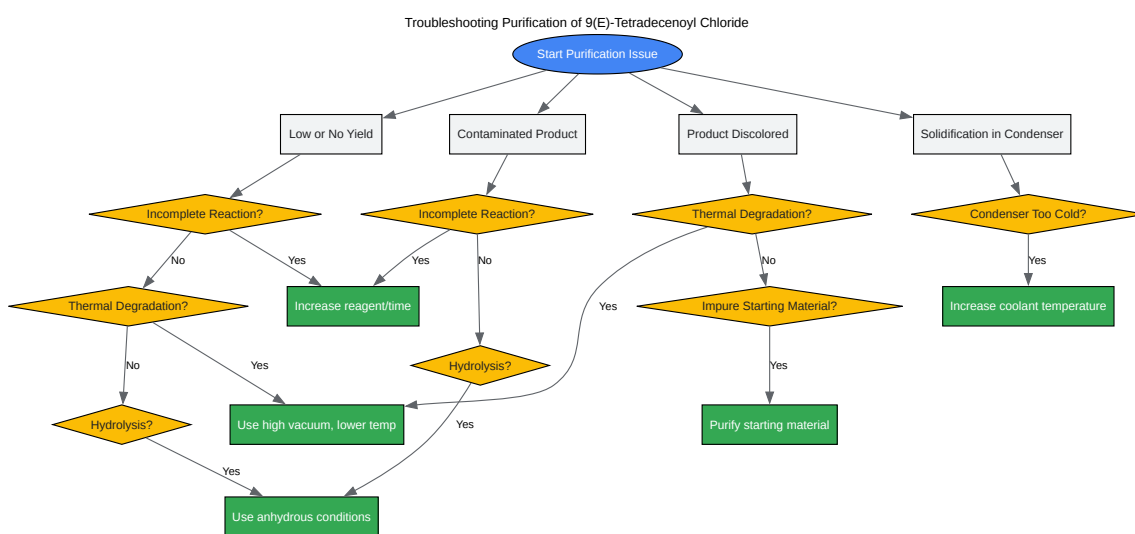 Troubleshooting Purification of 9(E)-Tetradecenoyl Chloride
Start Purification Issue
Low or No Yield
Contaminated Product
Product Discolored
Solidification in Condenser
Incomplete Reaction?
Incomplete Reaction?
Thermal Degradation?
Condenser Too Cold?
No
Yes
Yes
No
No
Yes
Thermal Degradation?
Increase reagent/time
Yes
Impure Starting Material?
Increase coolant temperature
No
Yes
Hydrolysis?
Yes
Hydrolysis?
Use high vacuum, lower temp
Yes
Purify starting material
Yes
Use anhydrous conditions